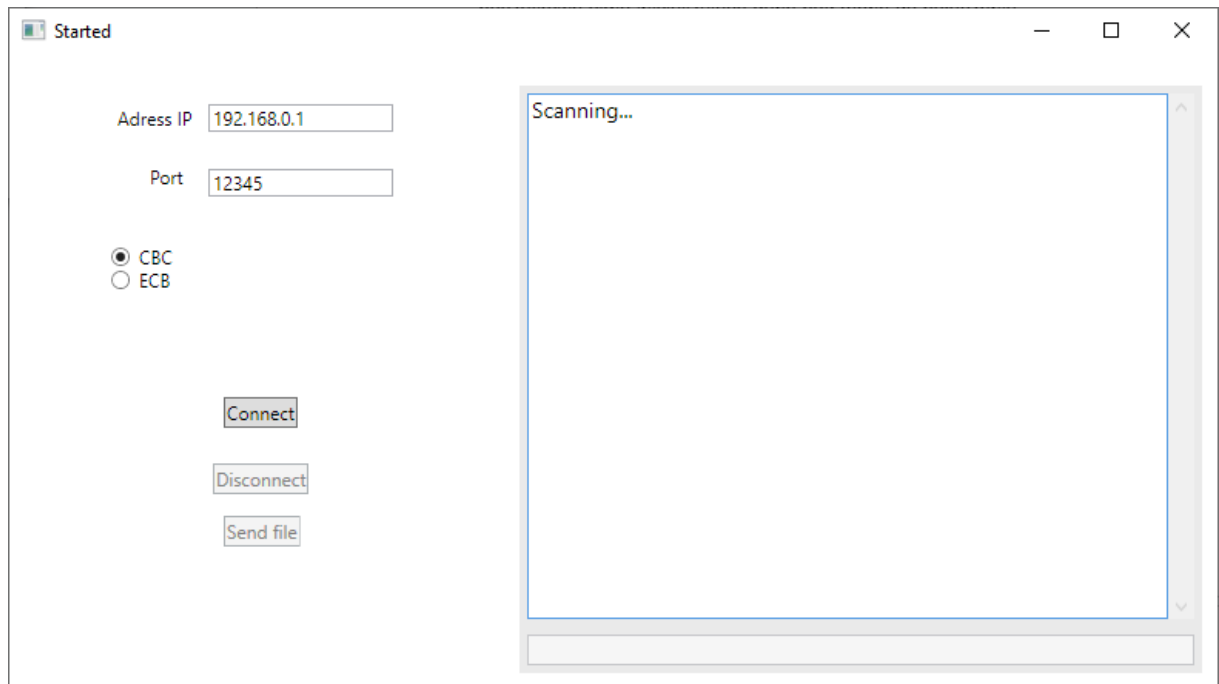 Started
Adress IP 192.168.0.1
Port 12345
CBC
ECB
Connect
Disconnect
Send file
Scanning...